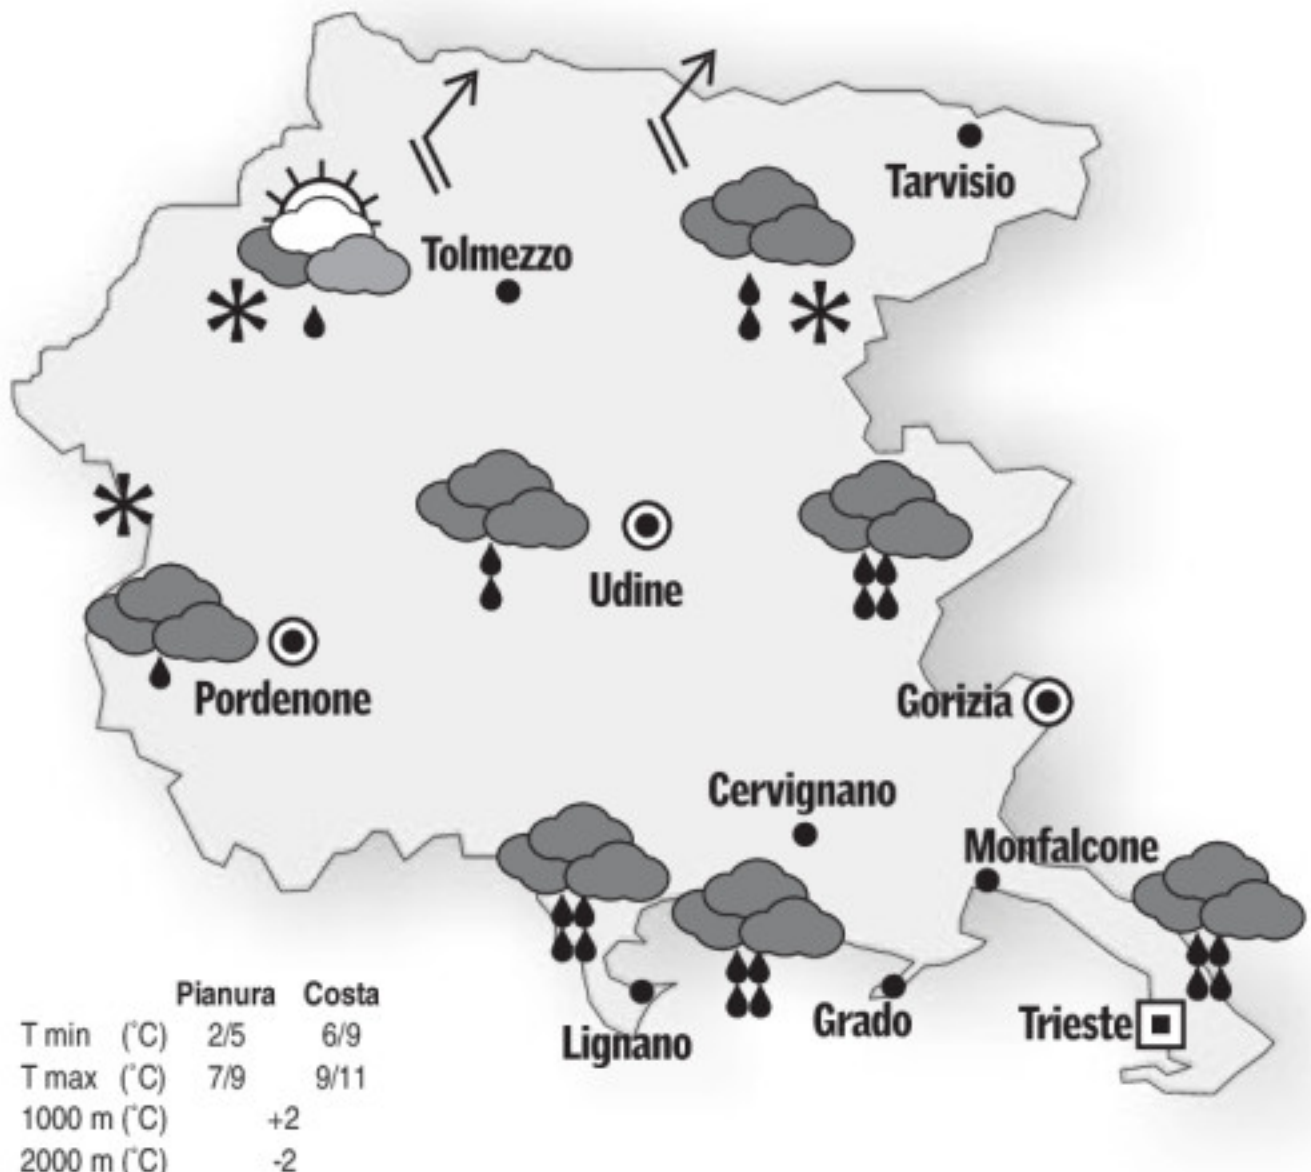 Tarvisio
Tolmezzo
Udine
Pordenone
Gorizia
Cervignano
Monfalcone
Grado
Trieste
Lignano
Pianura Costa
T min (°C) 2/5 6/9
T max (°C) 7/9 9/11
1000 m (°C) +2
2000 m (°C) -2